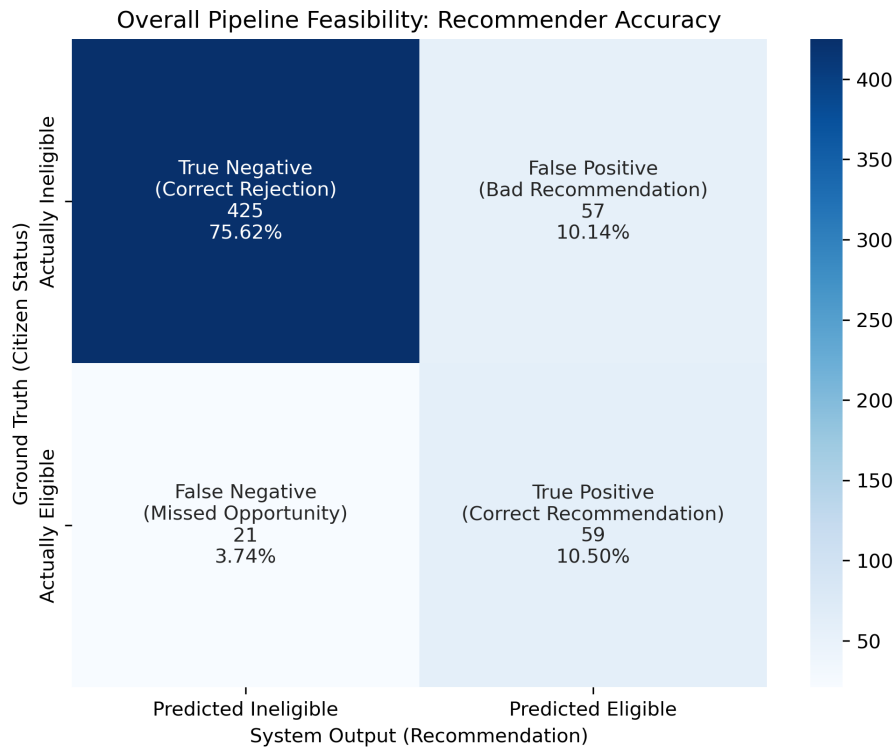 Overall Pipeline Feasibility: Recommender Accuracy
Ground Truth (Citizen Status)
Actually Ineligible
Actually Eligible
True Negative
(Correct Rejection)
425
75.62%
False Positive
(Bad Recommendation)
57
10.14%
False Negative
(Missed Opportunity)
21
3.74%
True Positive
(Correct Recommendation)
59
10.50%
Predicted Ineligible
Predicted Eligible
System Output (Recommendation)
400
350
300
250
200
150
100
50